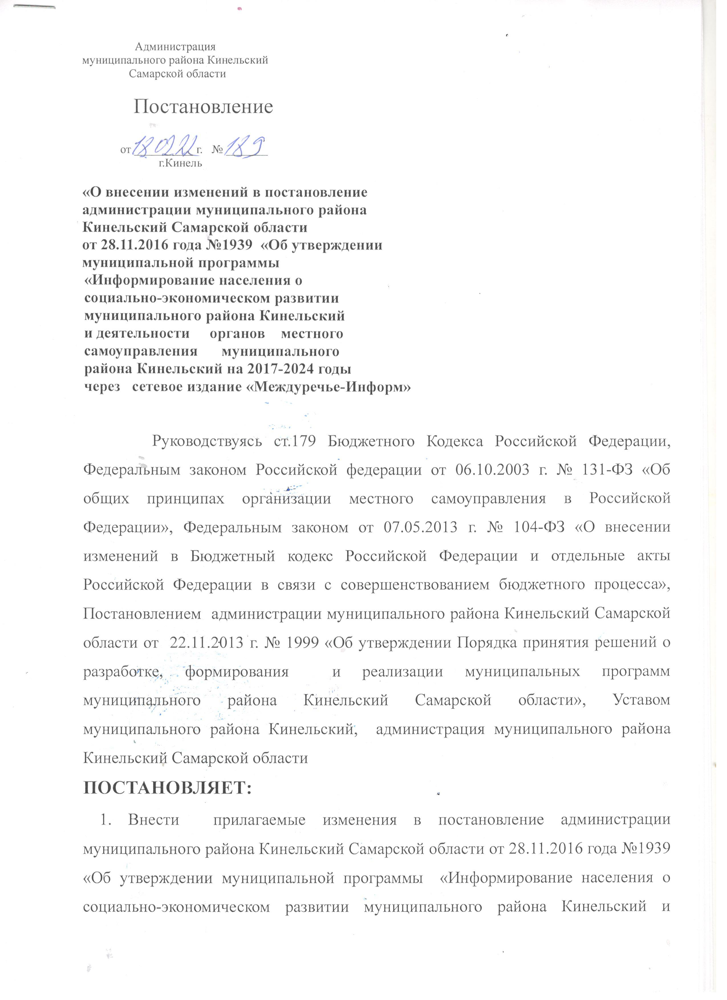 Администрация
муниципального района Кинельский
Самарской области
Постановление
от 18.02.22 г. № 189
г.Кинель
«О внесении изменений в постановление
администрации муниципального района
Кинельский Самарской области
от 28.11.2016 года №1939 «Об утверждении
муниципальной программы
«Информирование населения о
социально-экономическом развитии
муниципального района Кинельский
и деятельности органов местного
самоуправления муниципального
района Кинельский на 2017-2024 годы
через сетевое издание «Междуречье-Информ»
Руководствуясь ст.179 Бюджетного Кодекса Российской Федерации,
Федеральным законом Российской федерации от 06.10.2003 г. № 131-ФЗ «Об
общих принципах организации местного самоуправления в Российской
Федерации», Федеральным законом от 07.05.2013 г. № 104-ФЗ «О внесении
изменений в Бюджетный кодекс Российской Федерации и отдельные акты
Российской Федерации в связи с совершенствованием бюджетного процесса»,
Постановлением администрации муниципального района Кинельский Самарской
области от 22.11.2013 г. № 1999 «Об утверждении Порядка принятия решений о
разработке, формирования и реализации муниципальных программ
муниципального района Кинельский Самарской области», Уставом
муниципального района Кинельский, администрация муниципального района
Кинельский Самарской области
ПОСТАНОВЛЯЕТ:
1. Внести прилагаемые изменения в постановление администрации
муниципального района Кинельский Самарской области от 28.11.2016 года №1939
«Об утверждении муниципальной программы «Информирование населения о
социально-экономическом развитии муниципального района Кинельский и